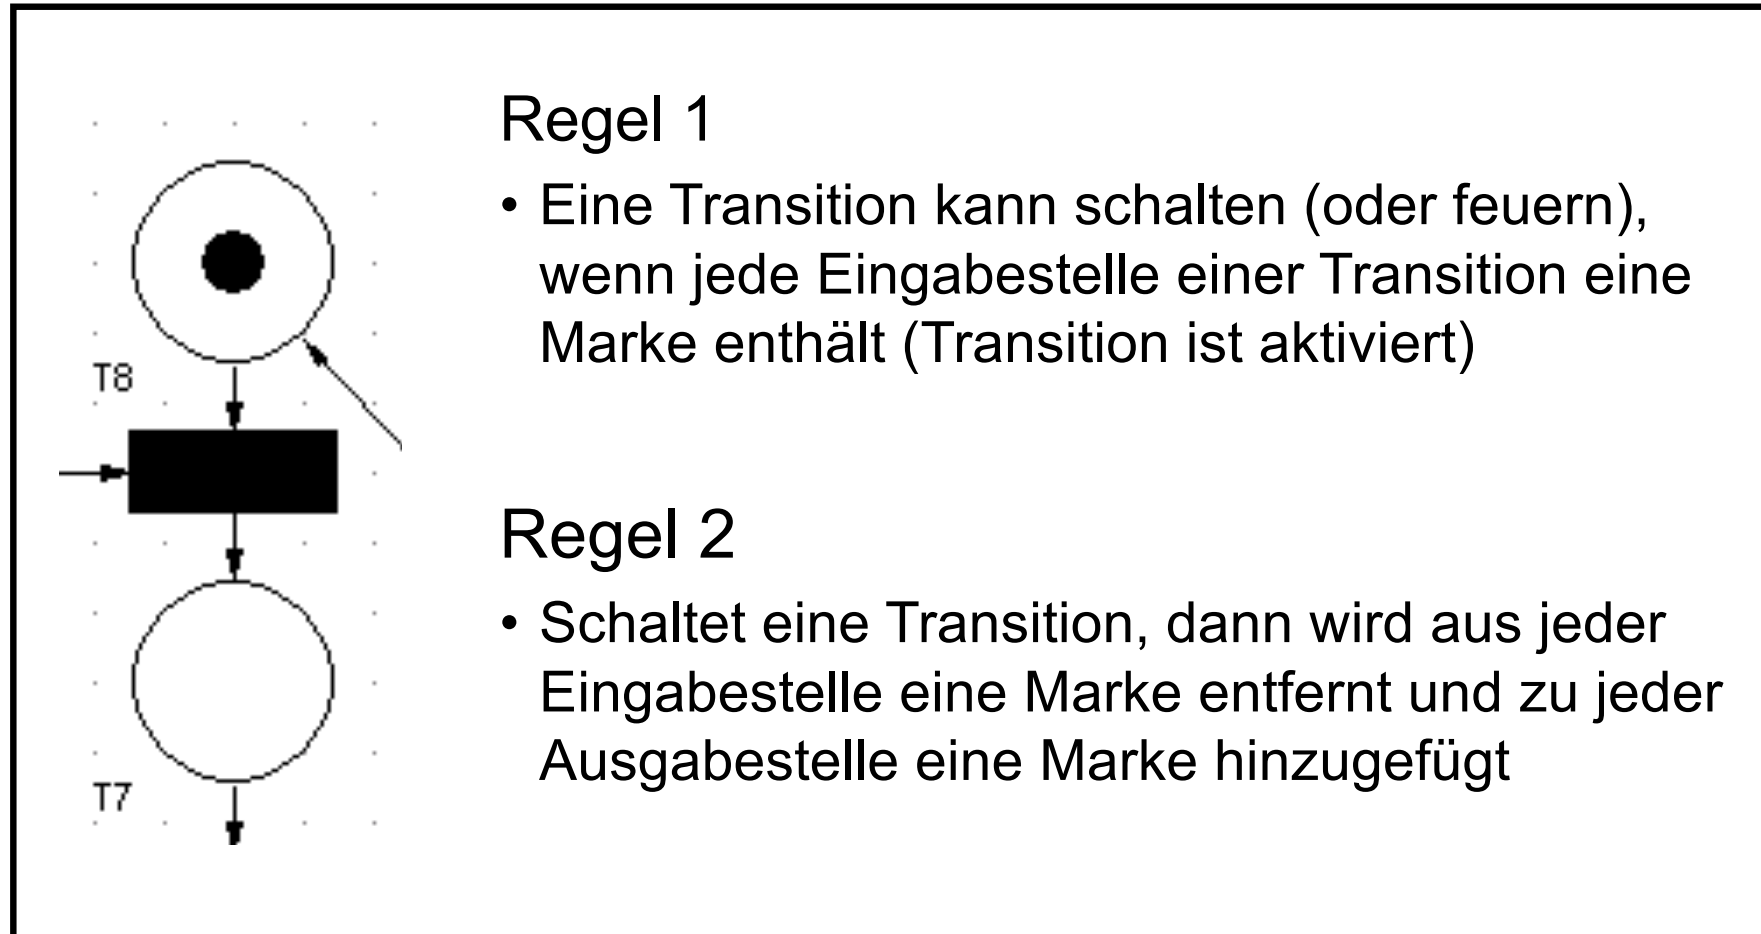 Regel 1
• Eine Transition kann schalten (oder feuern),
wenn jede Eingabestelle einer Transition eine
Marke enthält (Transition ist aktiviert)
T8
Regel 2
• Schaltet eine Transition, dann wird aus jeder
Eingabestelle eine Marke entfernt und zu jeder
Ausgabestelle eine Marke hinzugefügt
T7